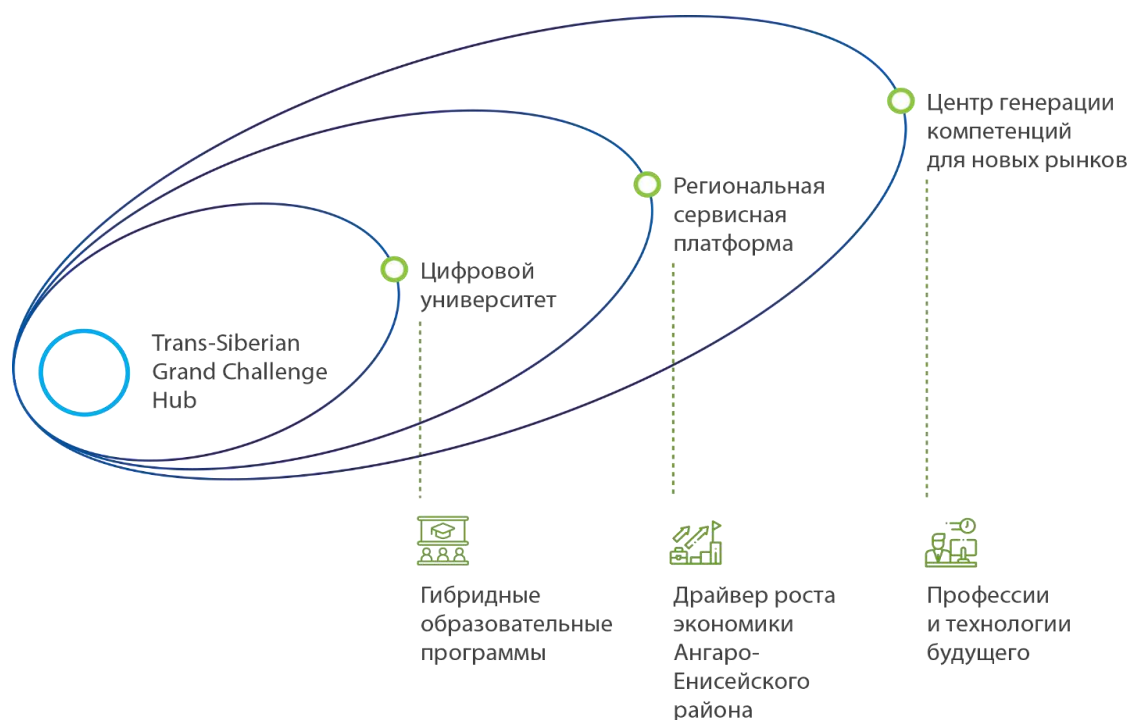 Центр генерации
компетенций
для новых рынков
Региональная
сервисная
платформа
Цифровой
университет
Trans-Siberian
Grand Challenge
Hub
Гибридные
образовательные
программы
Драйвер роста
экономики
Ангаро-
Енисейского
района
Профессии
и технологии
будущего